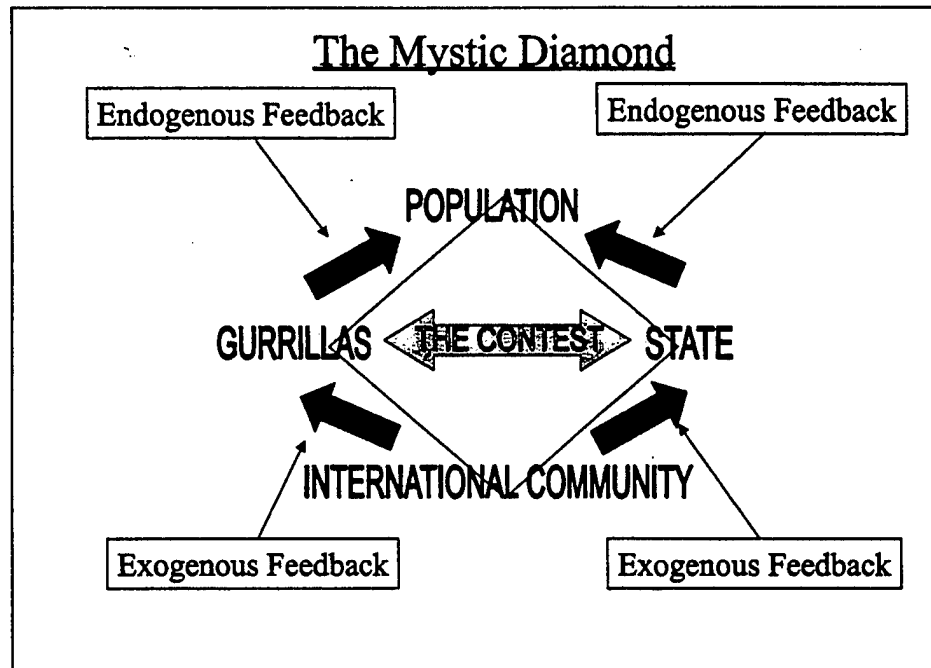 The Mystic Diamond
Endogenous Feedback
Endogenous Feedback
POPULATION
GURRILLAS
THE CONTEST
STATE
INTERNATIONAL COMMUNITY
Exogenous Feedback
Exogenous Feedback